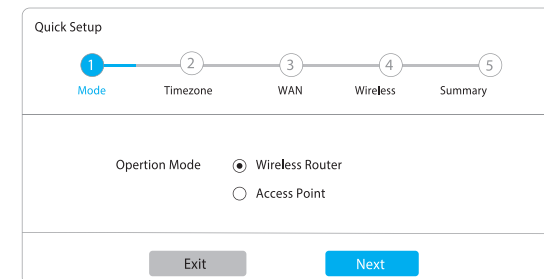 Quick Setup
1 2 3 4 5
Mode Timezone WAN Wireless Summary
Opertion Mode Wireless Router
Access Point
Exit Next